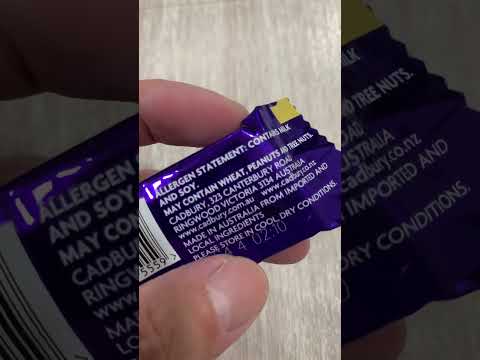 ALLERGEN STATEMENT: CONTAINS MILK
AND SOY.
MAY CONTAIN WHEAT, PEANUTS AND TREE NUTS.
CADBURY, 323 CANTERBURY ROAD,
RINGWOOD VICTORIA 3134 AUSTRALIA
www.cadbury.com.au www.cadbury.co.nz
MADE IN AUSTRALIA FROM IMPORTED AND
LOCAL INGREDIENTS
PLEASE STORE IN COOL, DRY CONDITIONS.